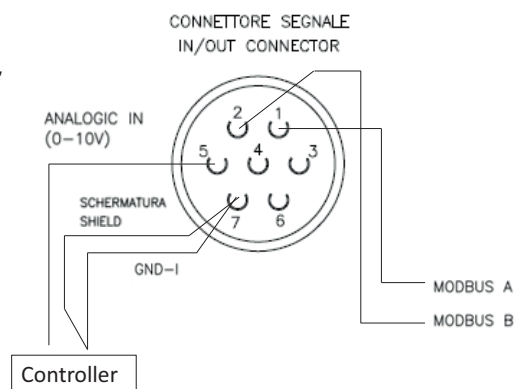 CONNETTORE SEGNALE
IN/OUT CONNECTOR
ANALOGIC IN
(0-10V)
2
1
5
4
3
SCHERMATURA
SHIELD
7
6
GND-I
MODBUS A
MODBUS B
Controller